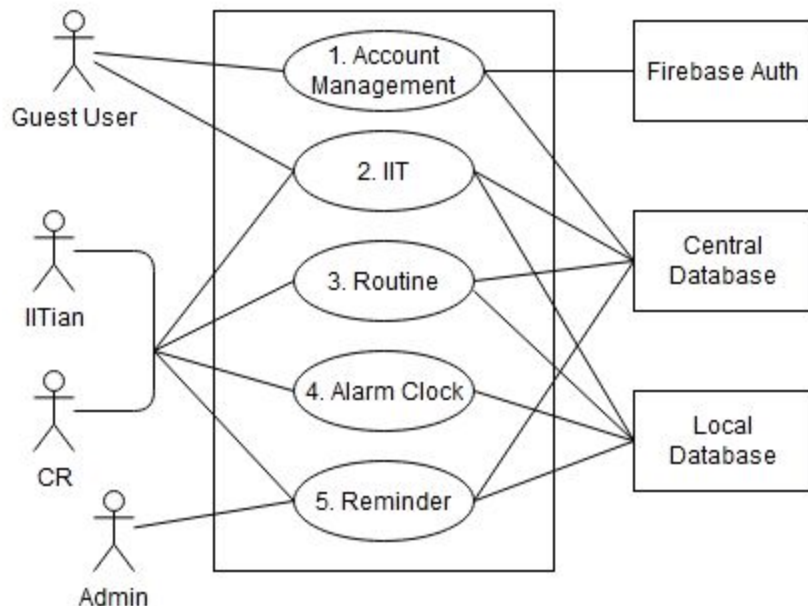 Guest User
IITian
CR
Admin
1. Account
Management
2. IIT
3. Routine
4. Alarm Clock
5. Reminder
Firebase Auth
Central
Database
Local
Database